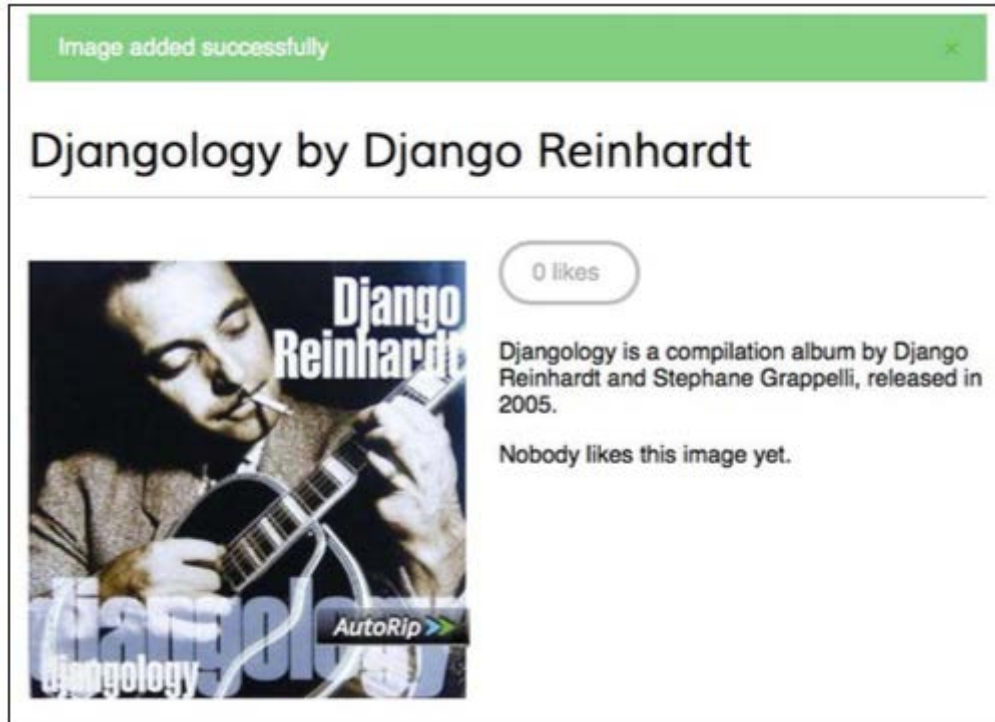 Image added successfully ×
Djangology by Django Reinhardt
0 likes
Django
Reinhardt
Djangology is a compilation album by Django
Reinhardt and Stephane Grappelli, released in
2005.
Nobody likes this image yet.
djangology
AutoRip
djangology